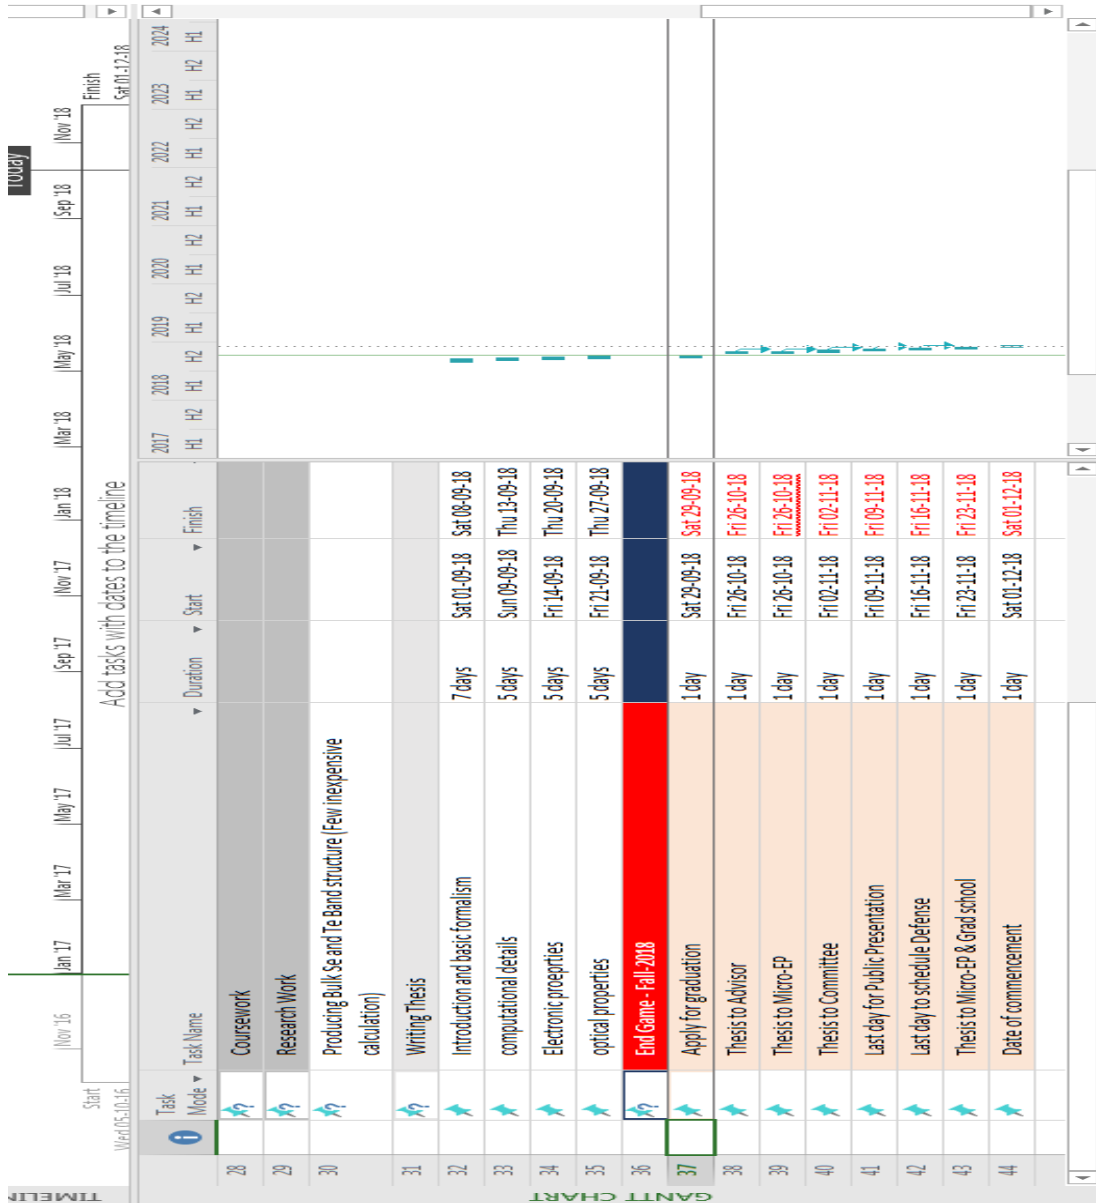 TIMELIN
Today
Start
Wed 05-10-16
Nov '16
Jan '17
Mar '17
May '17
Jul '17
Sep '17
Nov '17
Jan '18
Mar '18
May '18
Jul '18
Sep '18
Nov '18
Finish
Sat 01-12-18
Add tasks with dates to the timeline
GANTT CHART
Task Mode Task Name Duration Start Finish
2017 2018 2019 2020 2021 2022 2023 2024
H1 H2 H1 H2 H1 H2 H1 H2 H1 H2 H1 H2 H1 H2 H1
28 ? Coursework
29 ? Research Work
30 ? Producing Bulk Se and Te Band structure (Few inexpensive
calculation)
31 ? Writing Thesis
32 Introduction and basic formalism 7 days Sat 01-09-18 Sat 08-09-18
33 computational details 5 days Sun 09-09-18 Thu 13-09-18
34 Electronic proeprties 5 days Fri 14-09-18 Thu 20-09-18
35 optical properties 5 days Fri 21-09-18 Thu 27-09-18
36 ? End Game - Fall-2018
37 Apply for graduation 1 day Sat 29-09-18 Sat 29-09-18
38 Thesis to Advisor 1 day Fri 26-10-18 Fri 26-10-18
39 Thesis to Micro-EP 1 day Fri 26-10-18 Fri 26-10-18
40 Thesis to Committee 1 day Fri 02-11-18 Fri 02-11-18
41 Last day for Public Presentation 1 day Fri 09-11-18 Fri 09-11-18
42 Last day to schedule Defense 1 day Fri 16-11-18 Fri 16-11-18
43 Thesis to Micro-EP & Grad school 1 day Fri 23-11-18 Fri 23-11-18
44 Date of commencement 1 day Sat 01-12-18 Sat 01-12-18